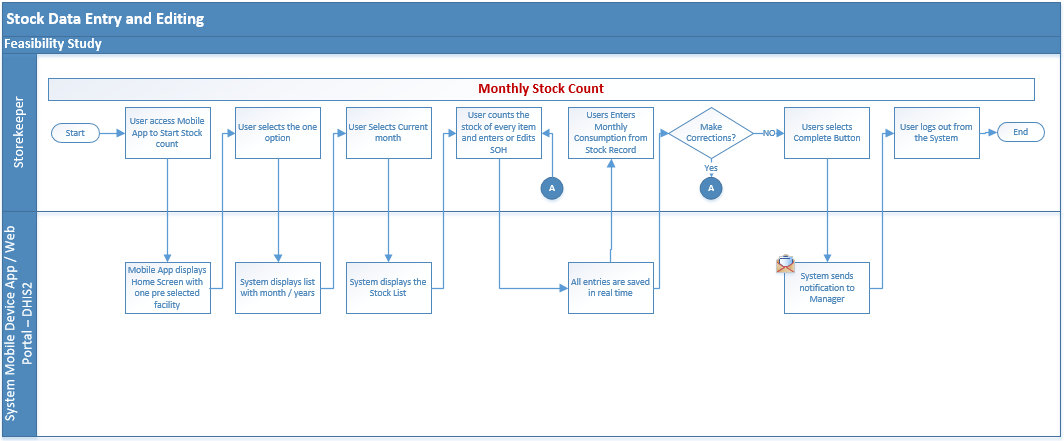 Stock Data Entry and Editing
Feasibility Study
Storekeeper
Monthly Stock Count
Start
User access Mobile
App to Start Stock
count
User selects the one
option
User Selects Current
month
User counts the
stock of every item
and enters or Edits
SOH
A
Users Enters
Monthly
Consumption from
Stock Record
Make
Corrections?
NO
Yes
A
Users selects
Complete Button
User logs out from
the System
End
System Mobile Device App / Web
Portal – DHIS2
Mobile App displays
Home Screen with
one pre selected
facility
System displays list
with month / years
System displays the
Stock List
All entries are saved
in real time
System sends
notification to
Manager